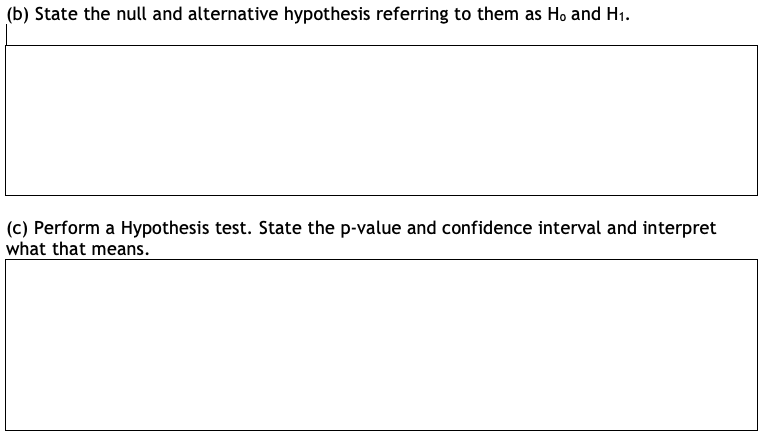 (b) State the null and alternative hypothesis referring to them as H₀ and H₁.
(c) Perform a Hypothesis test. State the p-value and confidence interval and interpret
what that means.